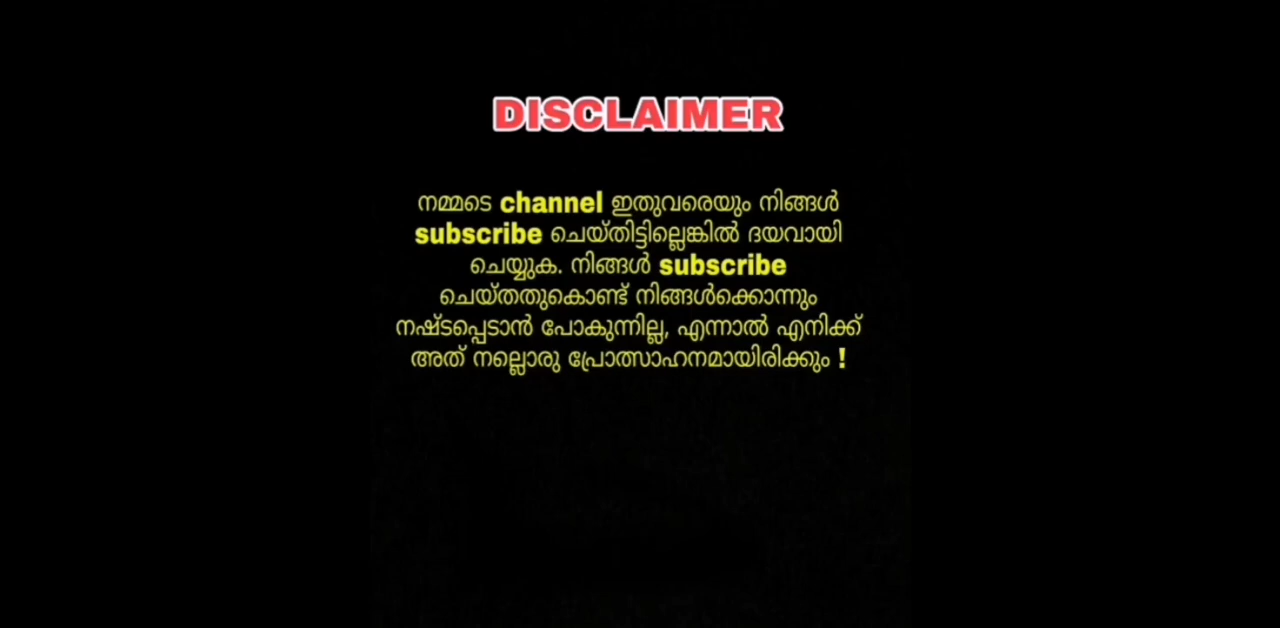 DISCLAIMER
നമ്മടെ channel ഇതുവരെയും നിങ്ങൾ
subscribe ചെയ്തിട്ടില്ലെങ്കിൽ ദയവായി
ചെയ്യുക. നിങ്ങൾ subscribe
ചെയ്തതുകൊണ്ട് നിങ്ങൾക്കൊന്നും
നഷ്ടപ്പെടാൻ പോകുന്നില്ല, എന്നാൽ എനിക്ക്
അത് നല്ലൊരു പ്രോത്സാഹനമായിരിക്കും !